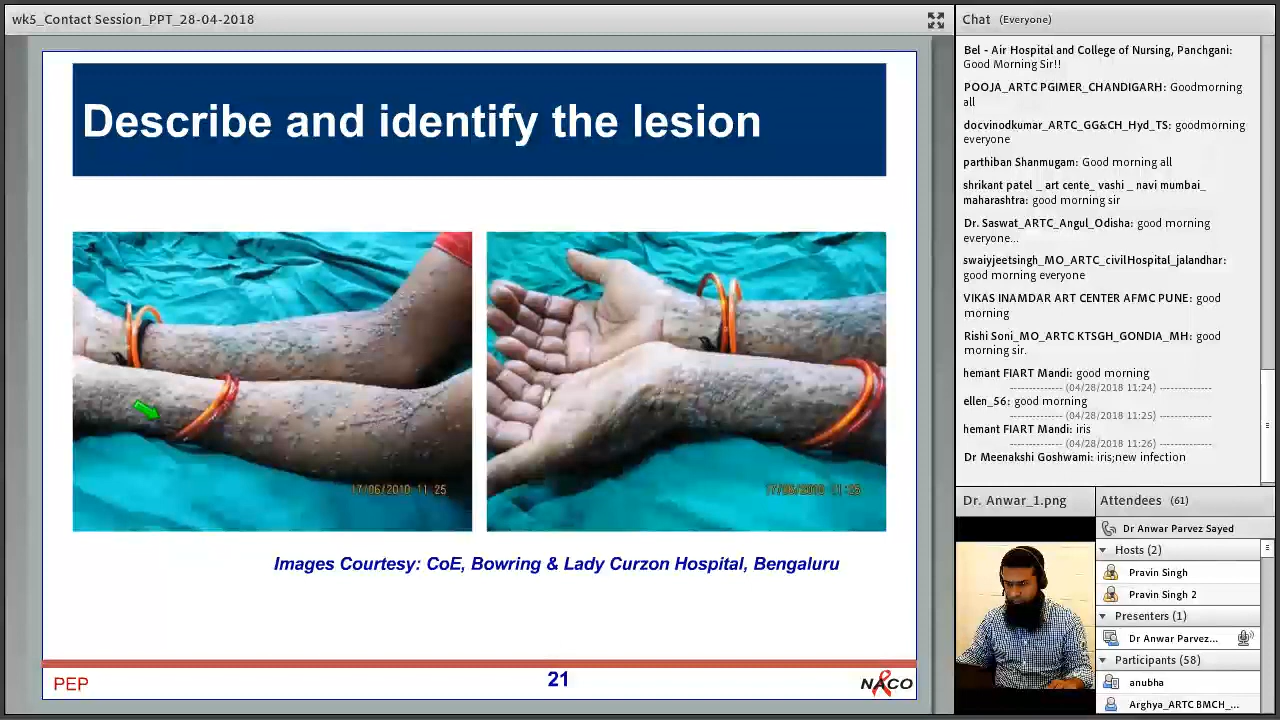 wk5_Contact Session_PPT_28-04-2018
Describe and identify the lesion
17/06/2010 11 25
17/06/2010 11 25
Images Courtesy: CoE, Bowring & Lady Curzon Hospital, Bengaluru
PEP
21
NACO
Chat (Everyone)
Bel - Air Hospital and College of Nursing, Panchgani:
Good Morning Sir!!
POOJA_ARTC PGIMER_CHANDIGARH: Goodmorning
all
docvinodkumar_ARTC_GG&CH_Hyd_TS: goodmorning
everyone
parthiban Shanmugam: Good morning all
shrikant patel _ art cente_ vashi _ navi mumbai_
maharashtra: good morning sir
Dr. Saswat_ARTC_Angul_Odisha: good morning
everyone...
swaiyjeetsingh_MO_ARTC_civilHospital_jalandhar:
good morning everyone
VIKAS INAMDAR ART CENTER AFMC PUNE: good
morning
Rishi Soni_MO_ARTC KTSGH_GONDIA_MH: good
morning sir.
hemant FIART Mandi: good morning
------------- (04/28/2018 11:24) -------------
ellen_56: good morning
------------- (04/28/2018 11:25) -------------
hemant FIART Mandi: iris
------------- (04/28/2018 11:26) -------------
Dr Meenakshi Goshwami: iris;new infection
Dr. Anwar_1.png
Attendees (61)
Dr Anwar Parvez Sayed
Hosts (2)
Pravin Singh
Pravin Singh 2
Presenters (1)
Dr Anwar Parvez...
Participants (58)
anubha
Arghya_ARTC BMCH_...